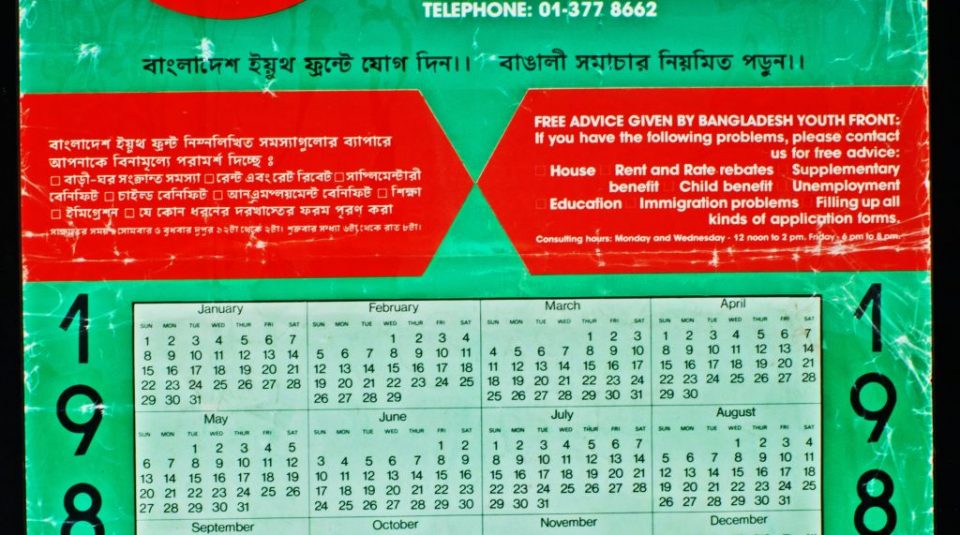 TELEPHONE: 01-377 8662
বাংলাদেশ ইয়ুথ ফ্রন্টে যোগ দিন।। বাঙালী সমাচার নিয়মিত পড়ুন।।
বাংলাদেশ ইয়ুথ ফ্রন্ট নিম্নলিখিত সমস্যাগুলোর ব্যাপারে
আপনাকে বিনামূল্যে পরামর্শ দিচ্ছে ঃ
□ বাড়ী-ঘর সংক্রান্ত সমস্যা □ রেন্ট এবং রেট রিবেট □ সাপ্লিমেন্টারী
বেনিফিট □ চাইল্ড বেনিফিট □ আনএমপ্লয়মেন্ট বেনিফিট □ শিক্ষা
□ ইমিগ্রেশন □ যে কোন ধরনের দরখাস্তের ফরম পূরণ করা
সময় ঃ সোমবার ও বুধবার দুপুর ১২টা থেকে ২টা। শুক্রবার সন্ধ্যা ৬টা থেকে রাত ৮টা।
FREE ADVICE GIVEN BY BANGLADESH YOUTH FRONT:
If you have the following problems, please contact
us for free advice:
□ House □ Rent and Rate rebates □ Supplementary
benefit □ Child benefit □ Unemployment
□ Education □ Immigration problems □ Filling up all
kinds of application forms.
Consulting hours: Monday and Wednesday - 12 noon to 2 pm. Friday - 6 pm to 8 pm.
1
9
8
January
SUN MON TUE WED THUR FRI SAT
1 2 3 4 5 6 7
8 9 10 11 12 13 14
15 16 17 18 19 20 21
22 23 24 25 26 27 28
29 30 31
February
SUN MON TUE WED THUR FRI SAT
1 2 3 4
5 6 7 8 9 10 11
12 13 14 15 16 17 18
19 20 21 22 23 24 25
26 27 28 29
March
SUN MON TUE WED THUR FRI SAT
1 2 3
4 5 6 7 8 9 10
11 12 13 14 15 16 17
18 19 20 21 22 23 24
25 26 27 28 29 30 31
April
SUN MON TUE WED THUR FRI SAT
1 2 3 4 5 6 7
8 9 10 11 12 13 14
15 16 17 18 19 20 21
22 23 24 25 26 27 28
29 30
May
SUN MON TUE WED THUR FRI SAT
1 2 3 4 5
6 7 8 9 10 11 12
13 14 15 16 17 18 19
20 21 22 23 24 25 26
27 28 29 30 31
June
SUN MON TUE WED THUR FRI SAT
1 2
3 4 5 6 7 8 9
10 11 12 13 14 15 16
17 18 19 20 21 22 23
24 25 26 27 28 29 30
July
SUN MON TUE WED THUR FRI SAT
1 2 3 4 5 6 7
8 9 10 11 12 13 14
15 16 17 18 19 20 21
22 23 24 25 26 27 28
29 30 31
August
SUN MON TUE WED THUR FRI SAT
1 2 3 4
5 6 7 8 9 10 11
12 13 14 15 16 17 18
19 20 21 22 23 24 25
26 27 28 29 30 31
September
October
November
December
1
9
8